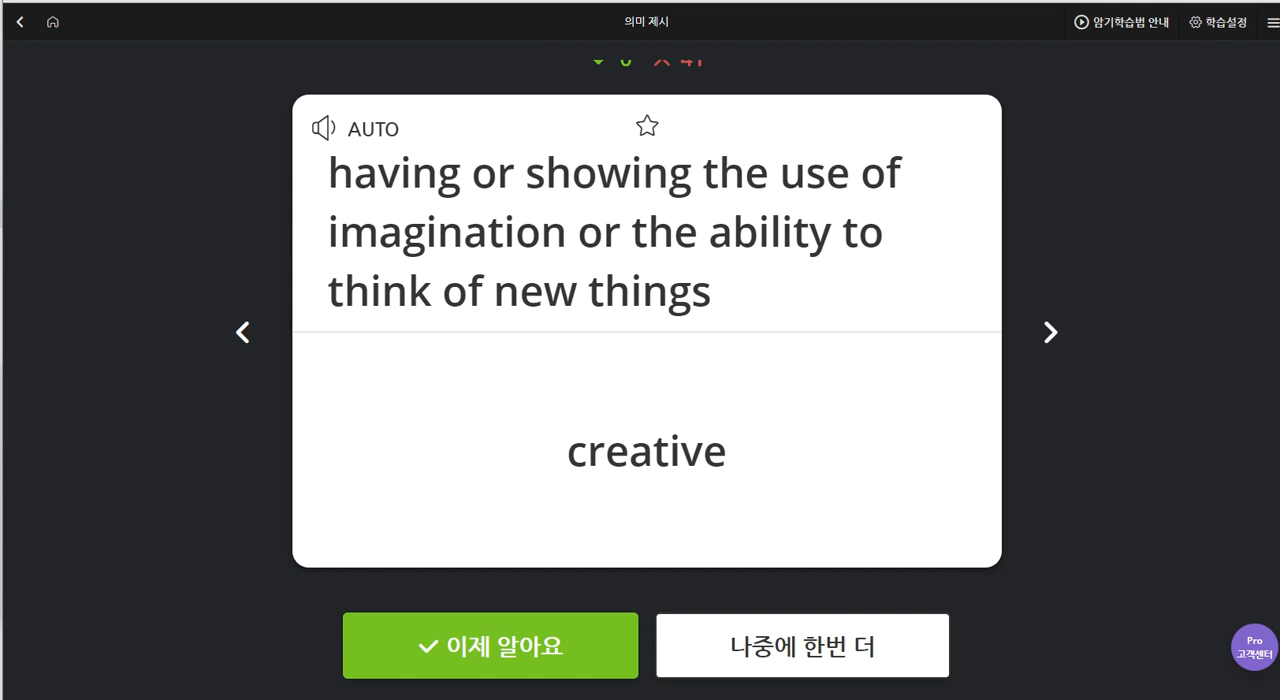 의미 제시
암기학습법 안내
학습설정
AUTO
having or showing the use of
imagination or the ability to
think of new things
creative
이제 알아요
나중에 한번 더
Pro
고객센터